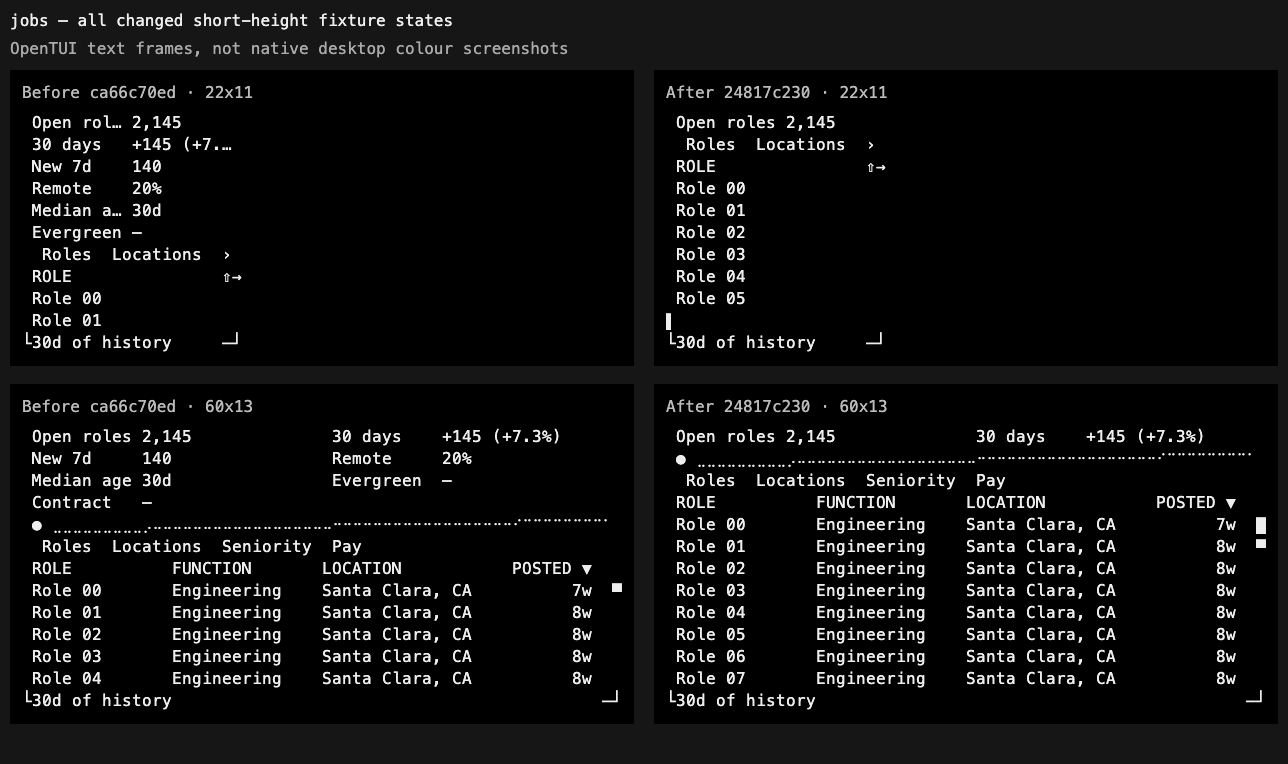 jobs — all changed short-height fixture states
OpenTUI text frames, not native desktop colour screenshots
Before ca66c70ed · 22x11
Open rol… 2,145
30 days +145 (+7.…
New 7d 140
Remote 20%
Median a… 30d
Evergreen —
Roles Locations ›
ROLE ⇧→
Role 00
Role 01
└30d of history ─┘
After 24817c230 · 22x11
Open roles 2,145
Roles Locations ›
ROLE ⇧→
Role 00
Role 01
Role 02
Role 03
Role 04
Role 05
└30d of history ─┘
Before ca66c70ed · 60x13
Open roles 2,145 30 days +145 (+7.3%)
New 7d 140 Remote 20%
Median age 30d Evergreen —
Contract —
Roles Locations Seniority Pay
ROLE FUNCTION LOCATION POSTED ▼
Role 00 Engineering Santa Clara, CA 7w
Role 01 Engineering Santa Clara, CA 8w
Role 02 Engineering Santa Clara, CA 8w
Role 03 Engineering Santa Clara, CA 8w
Role 04 Engineering Santa Clara, CA 8w
└30d of history ─┘
After 24817c230 · 60x13
Open roles 2,145 30 days +145 (+7.3%)
Roles Locations Seniority Pay
ROLE FUNCTION LOCATION POSTED ▼
Role 00 Engineering Santa Clara, CA 7w
Role 01 Engineering Santa Clara, CA 8w
Role 02 Engineering Santa Clara, CA 8w
Role 03 Engineering Santa Clara, CA 8w
Role 04 Engineering Santa Clara, CA 8w
Role 05 Engineering Santa Clara, CA 8w
Role 06 Engineering Santa Clara, CA 8w
Role 07 Engineering Santa Clara, CA 8w
└30d of history ─┘